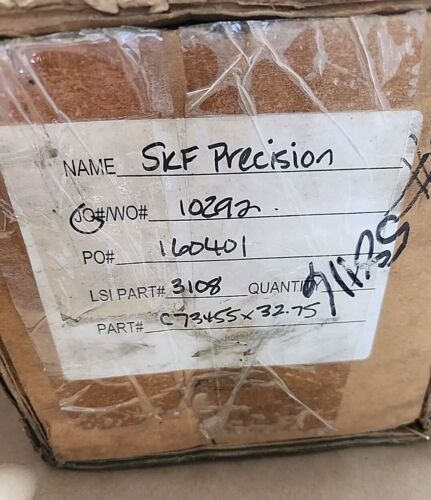 NAME SKF Precision
JO#/WO# 10292
PO# 160401
LSI PART# 3108 QUANTITY
PART# C73455x32.75